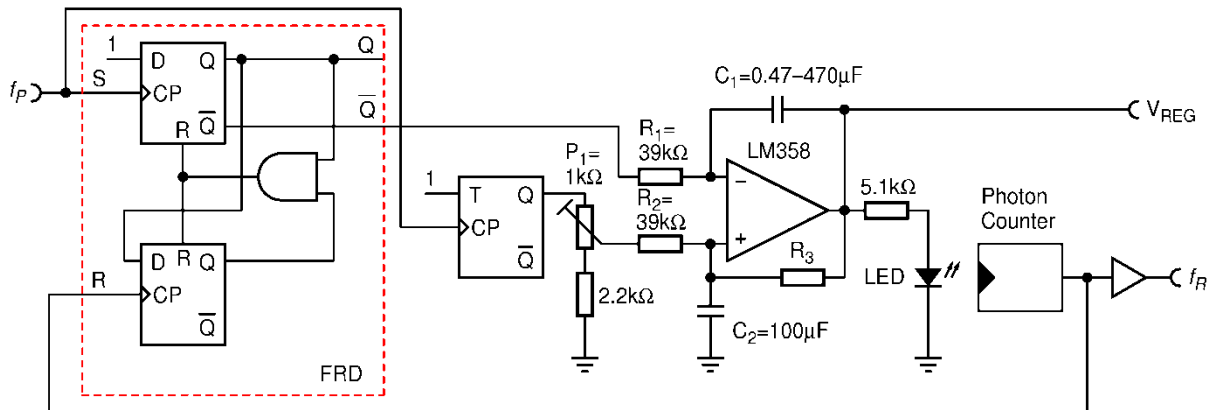 1
D
Q
Q
f_P
S
CP
Q̅
Q̅
R
D
R
Q
R
CP
Q̅
FRD
1
T
Q
CP
Q̅
P₁=
1kΩ
2.2kΩ
R₁=
39kΩ
R₂=
39kΩ
C₁=0.47–470μF
LM358
−
+
R₃
C₂=100μF
5.1kΩ
LED
V_REG
Photon
Counter
f_R